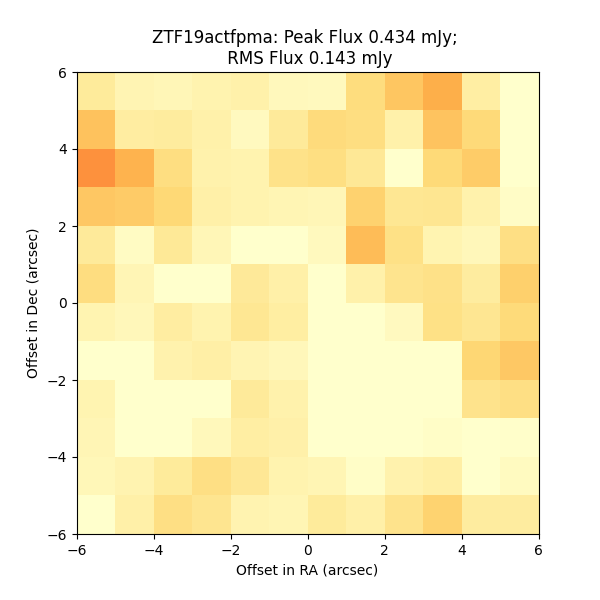 ZTF19actfpma: Peak Flux 0.434 mJy;
RMS Flux 0.143 mJy
6
4
2
0
−2
−4
−6
Offset in Dec (arcsec)
−6 −4 −2 0 2 4 6
Offset in RA (arcsec)